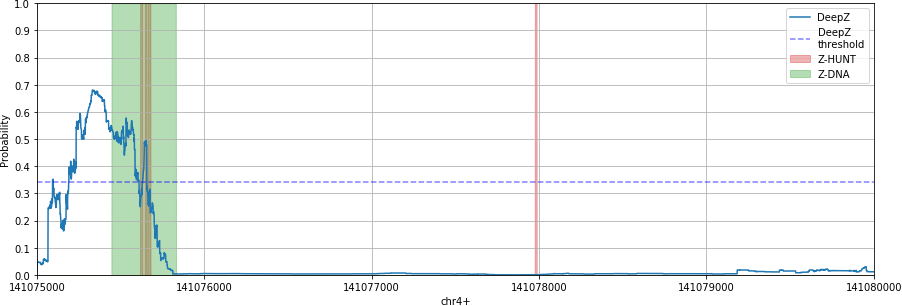 1.0
0.9
0.8
0.7
0.6
0.5
0.4
0.3
0.2
0.1
0.0
Probability
141075000 141076000 141077000 141078000 141079000 141080000
chr4+
DeepZ
DeepZ
threshold
Z-HUNT
Z-DNA